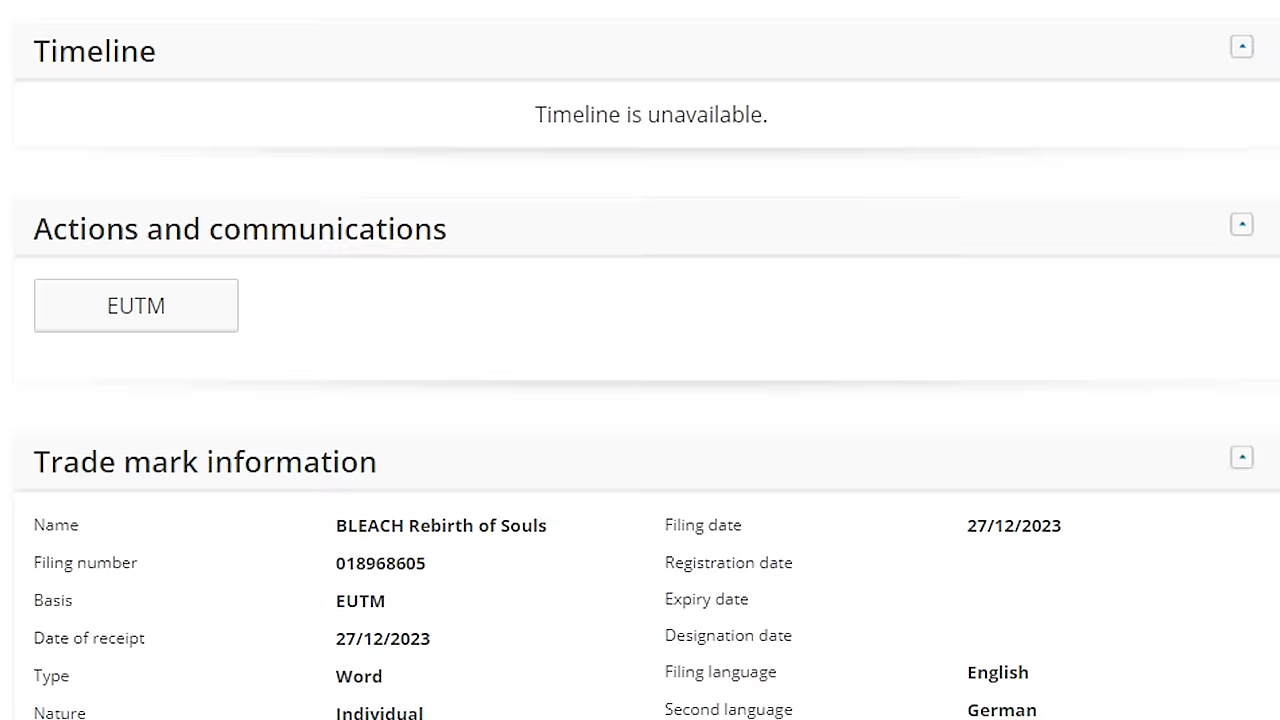 Timeline
Timeline is unavailable.
Actions and communications
EUTM
Trade mark information
Name BLEACH Rebirth of Souls Filing date 27/12/2023
Filing number 018968605 Registration date
Basis EUTM Expiry date
Date of receipt 27/12/2023 Designation date
Type Word Filing language English
Nature Individual Second language German